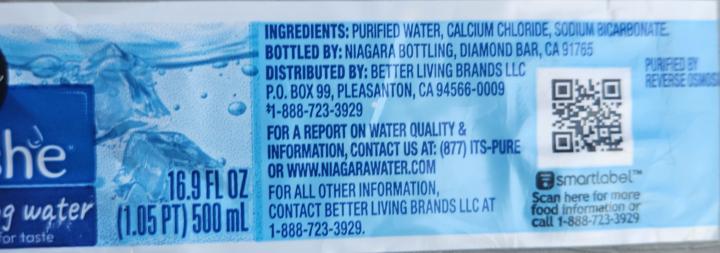 she
g water
for taste
16.9 FL OZ
(1.05 PT) 500 mL
INGREDIENTS: PURIFIED WATER, CALCIUM CHLORIDE, SODIUM BICARBONATE.
BOTTLED BY: NIAGARA BOTTLING, DIAMOND BAR, CA 91765
DISTRIBUTED BY: BETTER LIVING BRANDS LLC
P.O. BOX 99, PLEASANTON, CA 94566-0009
‡1-888-723-3929
FOR A REPORT ON WATER QUALITY &
INFORMATION, CONTACT US AT: (877) ITS-PURE
OR WWW.NIAGARAWATER.COM
FOR ALL OTHER INFORMATION,
CONTACT BETTER LIVING BRANDS LLC AT
1-888-723-3929.
smartlabel™
Scan here for more
food information or
call 1-888-723-3929
PURIFIED BY
REVERSE OSMOS